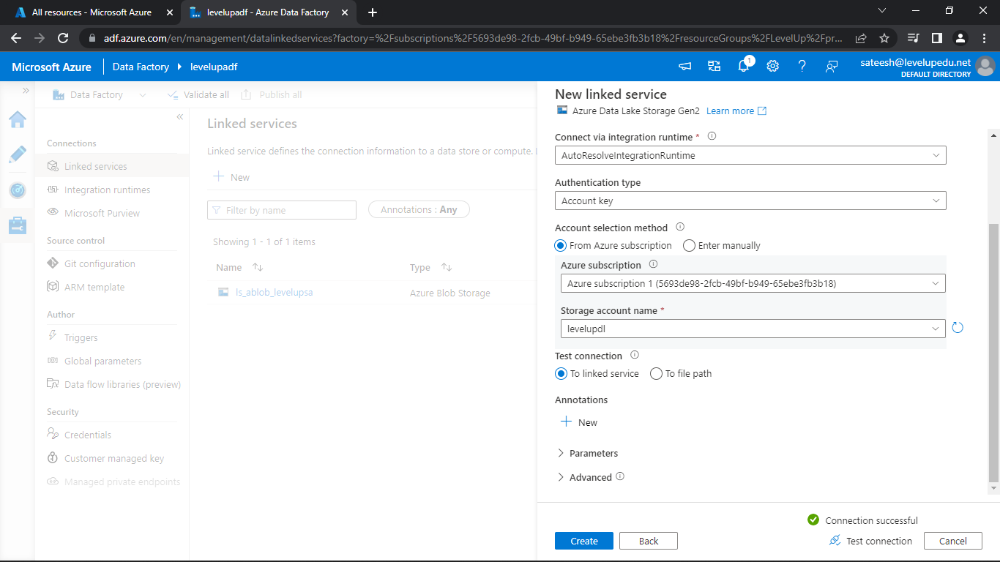 All resources - Microsoft Azure
levelupadf - Azure Data Factory
adf.azure.com/en/management/datalinkedservices?factory=%2Fsubscriptions%2F5693de98-2fcb-49bf-b949-65ebe3fb3b18%2FresourceGroups%2FLevelUp%2Fpr...
Microsoft Azure
Data Factory
levelupadf
1
sateesh@levelupedu.net
DEFAULT DIRECTORY
Data Factory
Validate all
Publish all
Connections
Linked services
Integration runtimes
Microsoft Purview
Source control
Git configuration
ARM template
Author
Triggers
Global parameters
Data flow libraries (preview)
Security
Credentials
Customer managed key
Managed private endpoints
Linked services
Linked service defines the connection information to a data store or compute.
New
Filter by name
Annotations : Any
Showing 1 - 1 of 1 items
Name Type
ls_ablob_levelupsa Azure Blob Storage
New linked service
Azure Data Lake Storage Gen2 Learn more
Connect via integration runtime *
AutoResolveIntegrationRuntime
Authentication type
Account key
Account selection method
From Azure subscription Enter manually
Azure subscription
Azure subscription 1 (5693de98-2fcb-49bf-b949-65ebe3fb3b18)
Storage account name *
levelupdl
Test connection
To linked service To file path
Annotations
New
Parameters
Advanced
Connection successful
Create Back Test connection Cancel